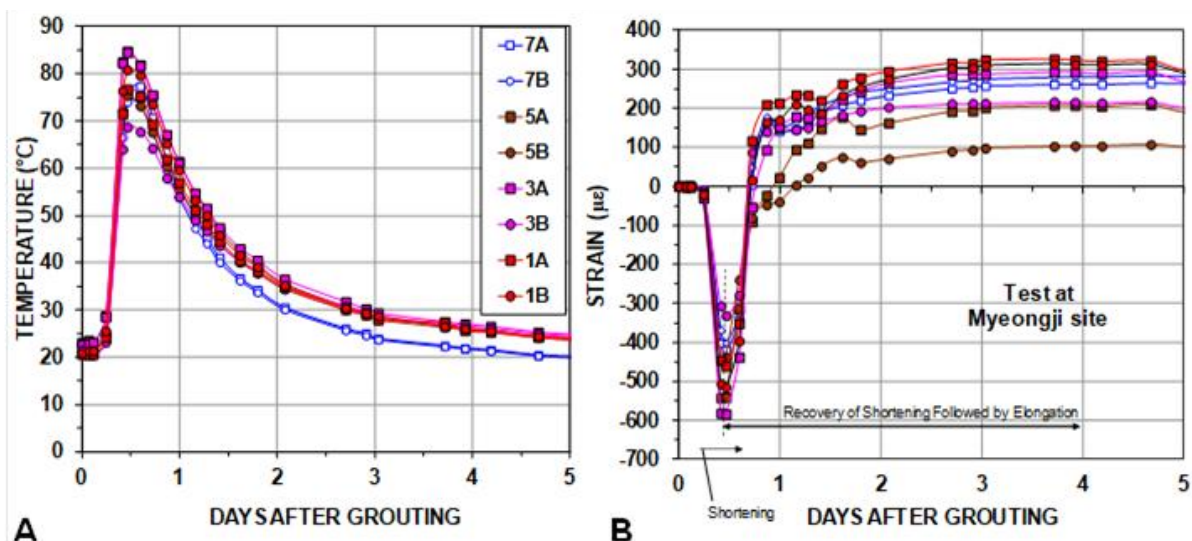 90
80
70
60
50
40
30
20
10
0
TEMPERATURE (°C)
0 1 2 3 4 5
DAYS AFTER GROUTING
7A
7B
5A
5B
3A
3B
1A
1B
A
400
300
200
100
0
-100
-200
-300
-400
-500
-600
-700
STRAIN (µε)
Test at
Myeongji site
Recovery of Shortening Followed by Elongation
0 1 2 3 4 5
Shortening
DAYS AFTER GROUTING
B